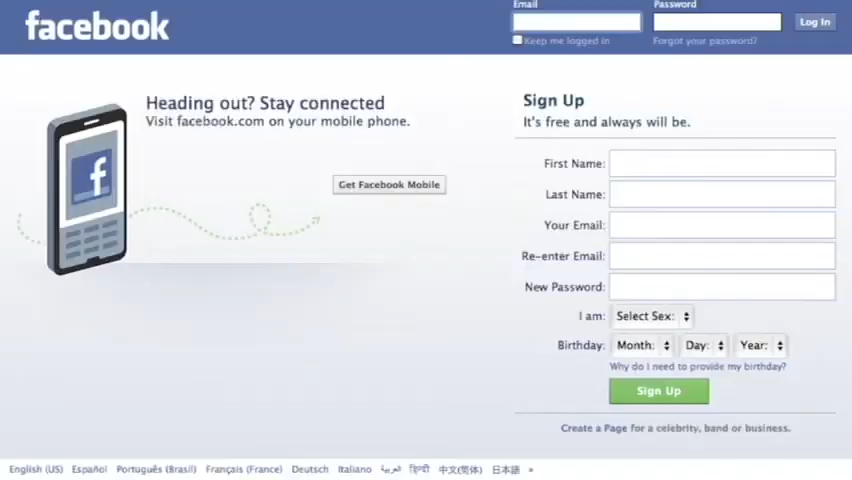 facebook
Email
Password
Log In
Keep me logged in
Forgot your password?
Heading out? Stay connected
Visit facebook.com on your mobile phone.
f
Get Facebook Mobile
Sign Up
It's free and always will be.
First Name:
Last Name:
Your Email:
Re-enter Email:
New Password:
I am: Select Sex:
Birthday: Month: Day: Year:
Why do I need to provide my birthday?
Sign Up
Create a Page for a celebrity, band or business.
English (US) Español Português (Brasil) Français (France) Deutsch Italiano العربية हिन्दी 中文(简体) 日本語 »